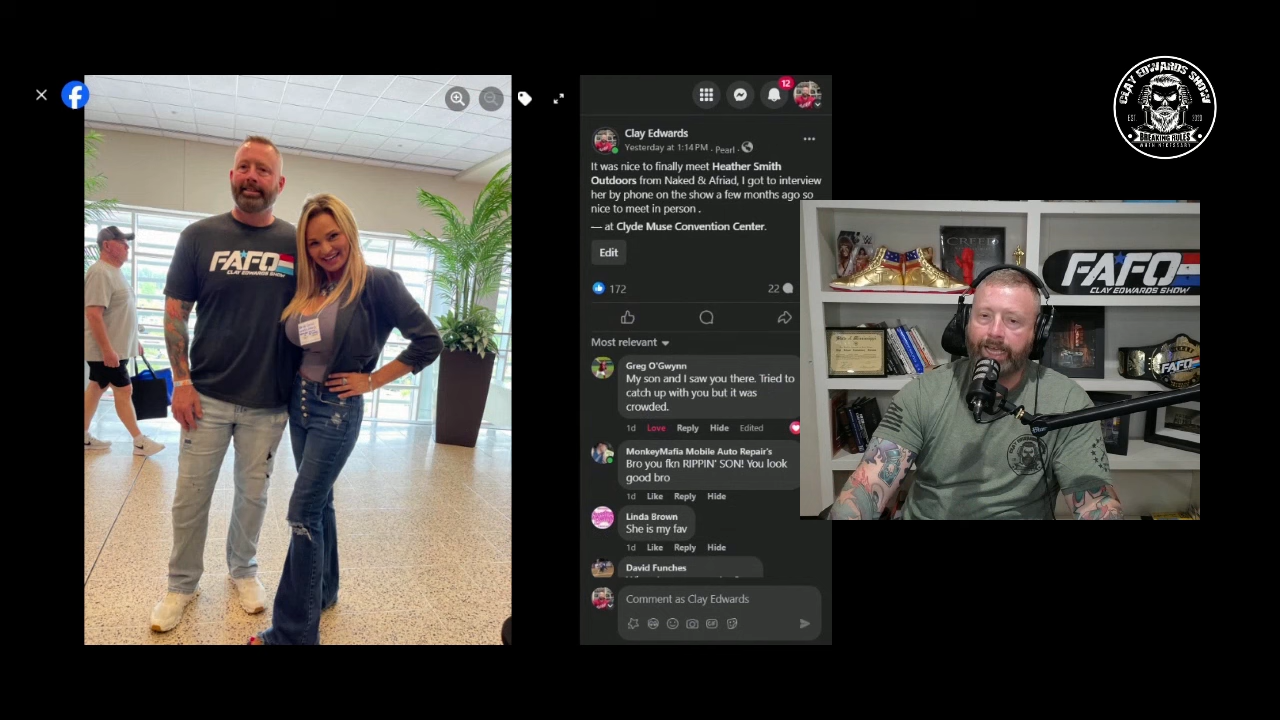 12
Clay Edwards
Yesterday at 1:14 PM . Pearl .
It was nice to finally meet Heather Smith
Outdoors from Naked & Afriad, I got to interview
her by phone on the show a few months ago so
nice to meet in person .
— at Clyde Muse Convention Center.
Edit
172
22
Most relevant
Greg O'Gwynn
My son and I saw you there. Tried to
catch up with you but it was
crowded.
1d Love Reply Hide Edited
MonkeyMafia Mobile Auto Repair's
Bro you fkn RIPPIN' SON! You look
good bro
1d Like Reply Hide
Linda Brown
She is my fav
1d Like Reply Hide
David Funches
Comment as Clay Edwards
FAFO
CLAY EDWARDS SHOW
CLAY EDWARDS SHOW
EST.
BREAKING RULES
WHEN NECESSARY
CREED
FAFO
CLAY EDWARDS SHOW